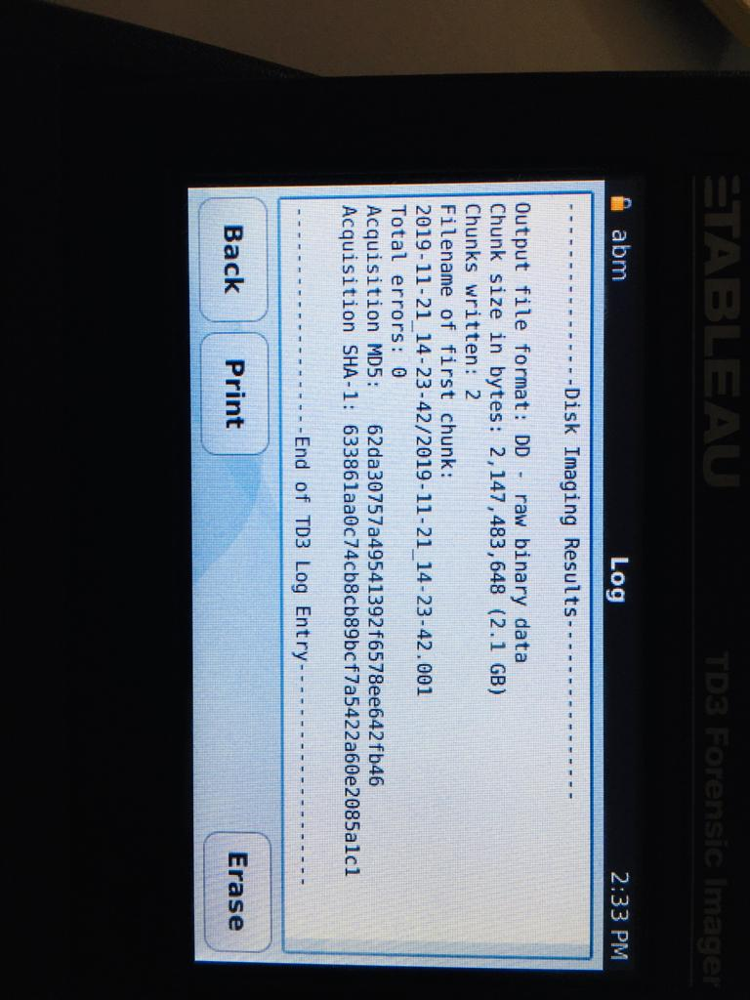 TABLEAU TD3 Forensic Imager
abm Log 2:33 PM
------------------Disk Imaging Results------------------
Output file format: DD - raw binary data
Chunk size in bytes: 2,147,483,648 (2.1 GB)
Chunks written: 2
Filename of first chunk:
2019-11-21_14-23-42/2019-11-21_14-23-42.001
Total errors: 0
Acquisition MD5: 62da30757a49541392f6578ee642fb46
Acquisition SHA-1: 633861aa0c74cb8cb89bcf7a5422a60e2085a1c1
-----------------------End of TD3 Log Entry-----------------------
Back Print Erase